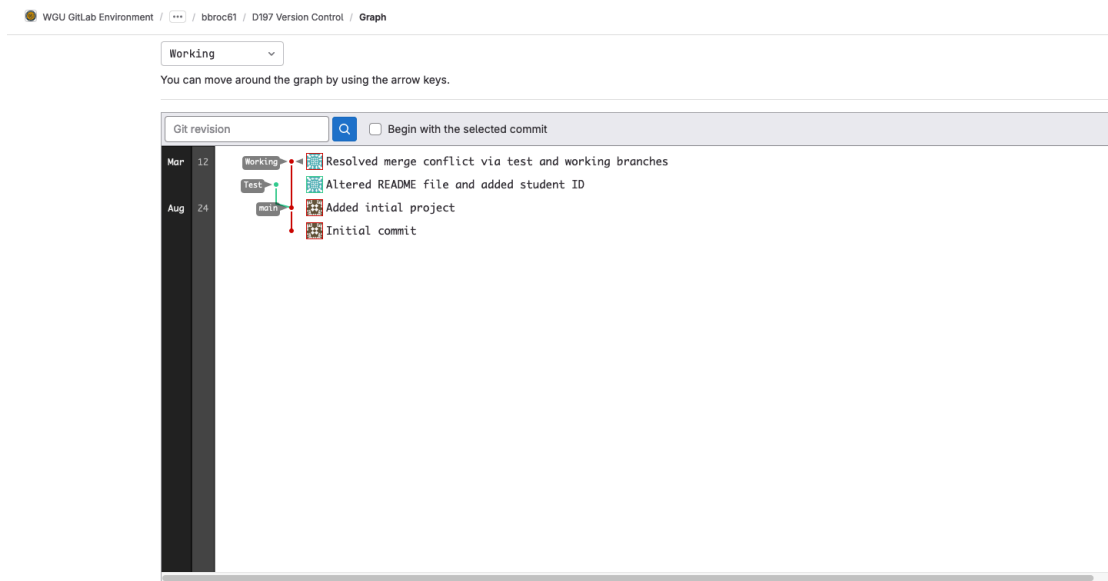 WGU GitLab Environment / ... / bbroc61 / D197 Version Control / Graph
Working
You can move around the graph by using the arrow keys.
Git revision
Begin with the selected commit
Mar 12 Working Resolved merge conflict via test and working branches
Test Altered README file and added student ID
Aug 24 main Added intial project
Initial commit